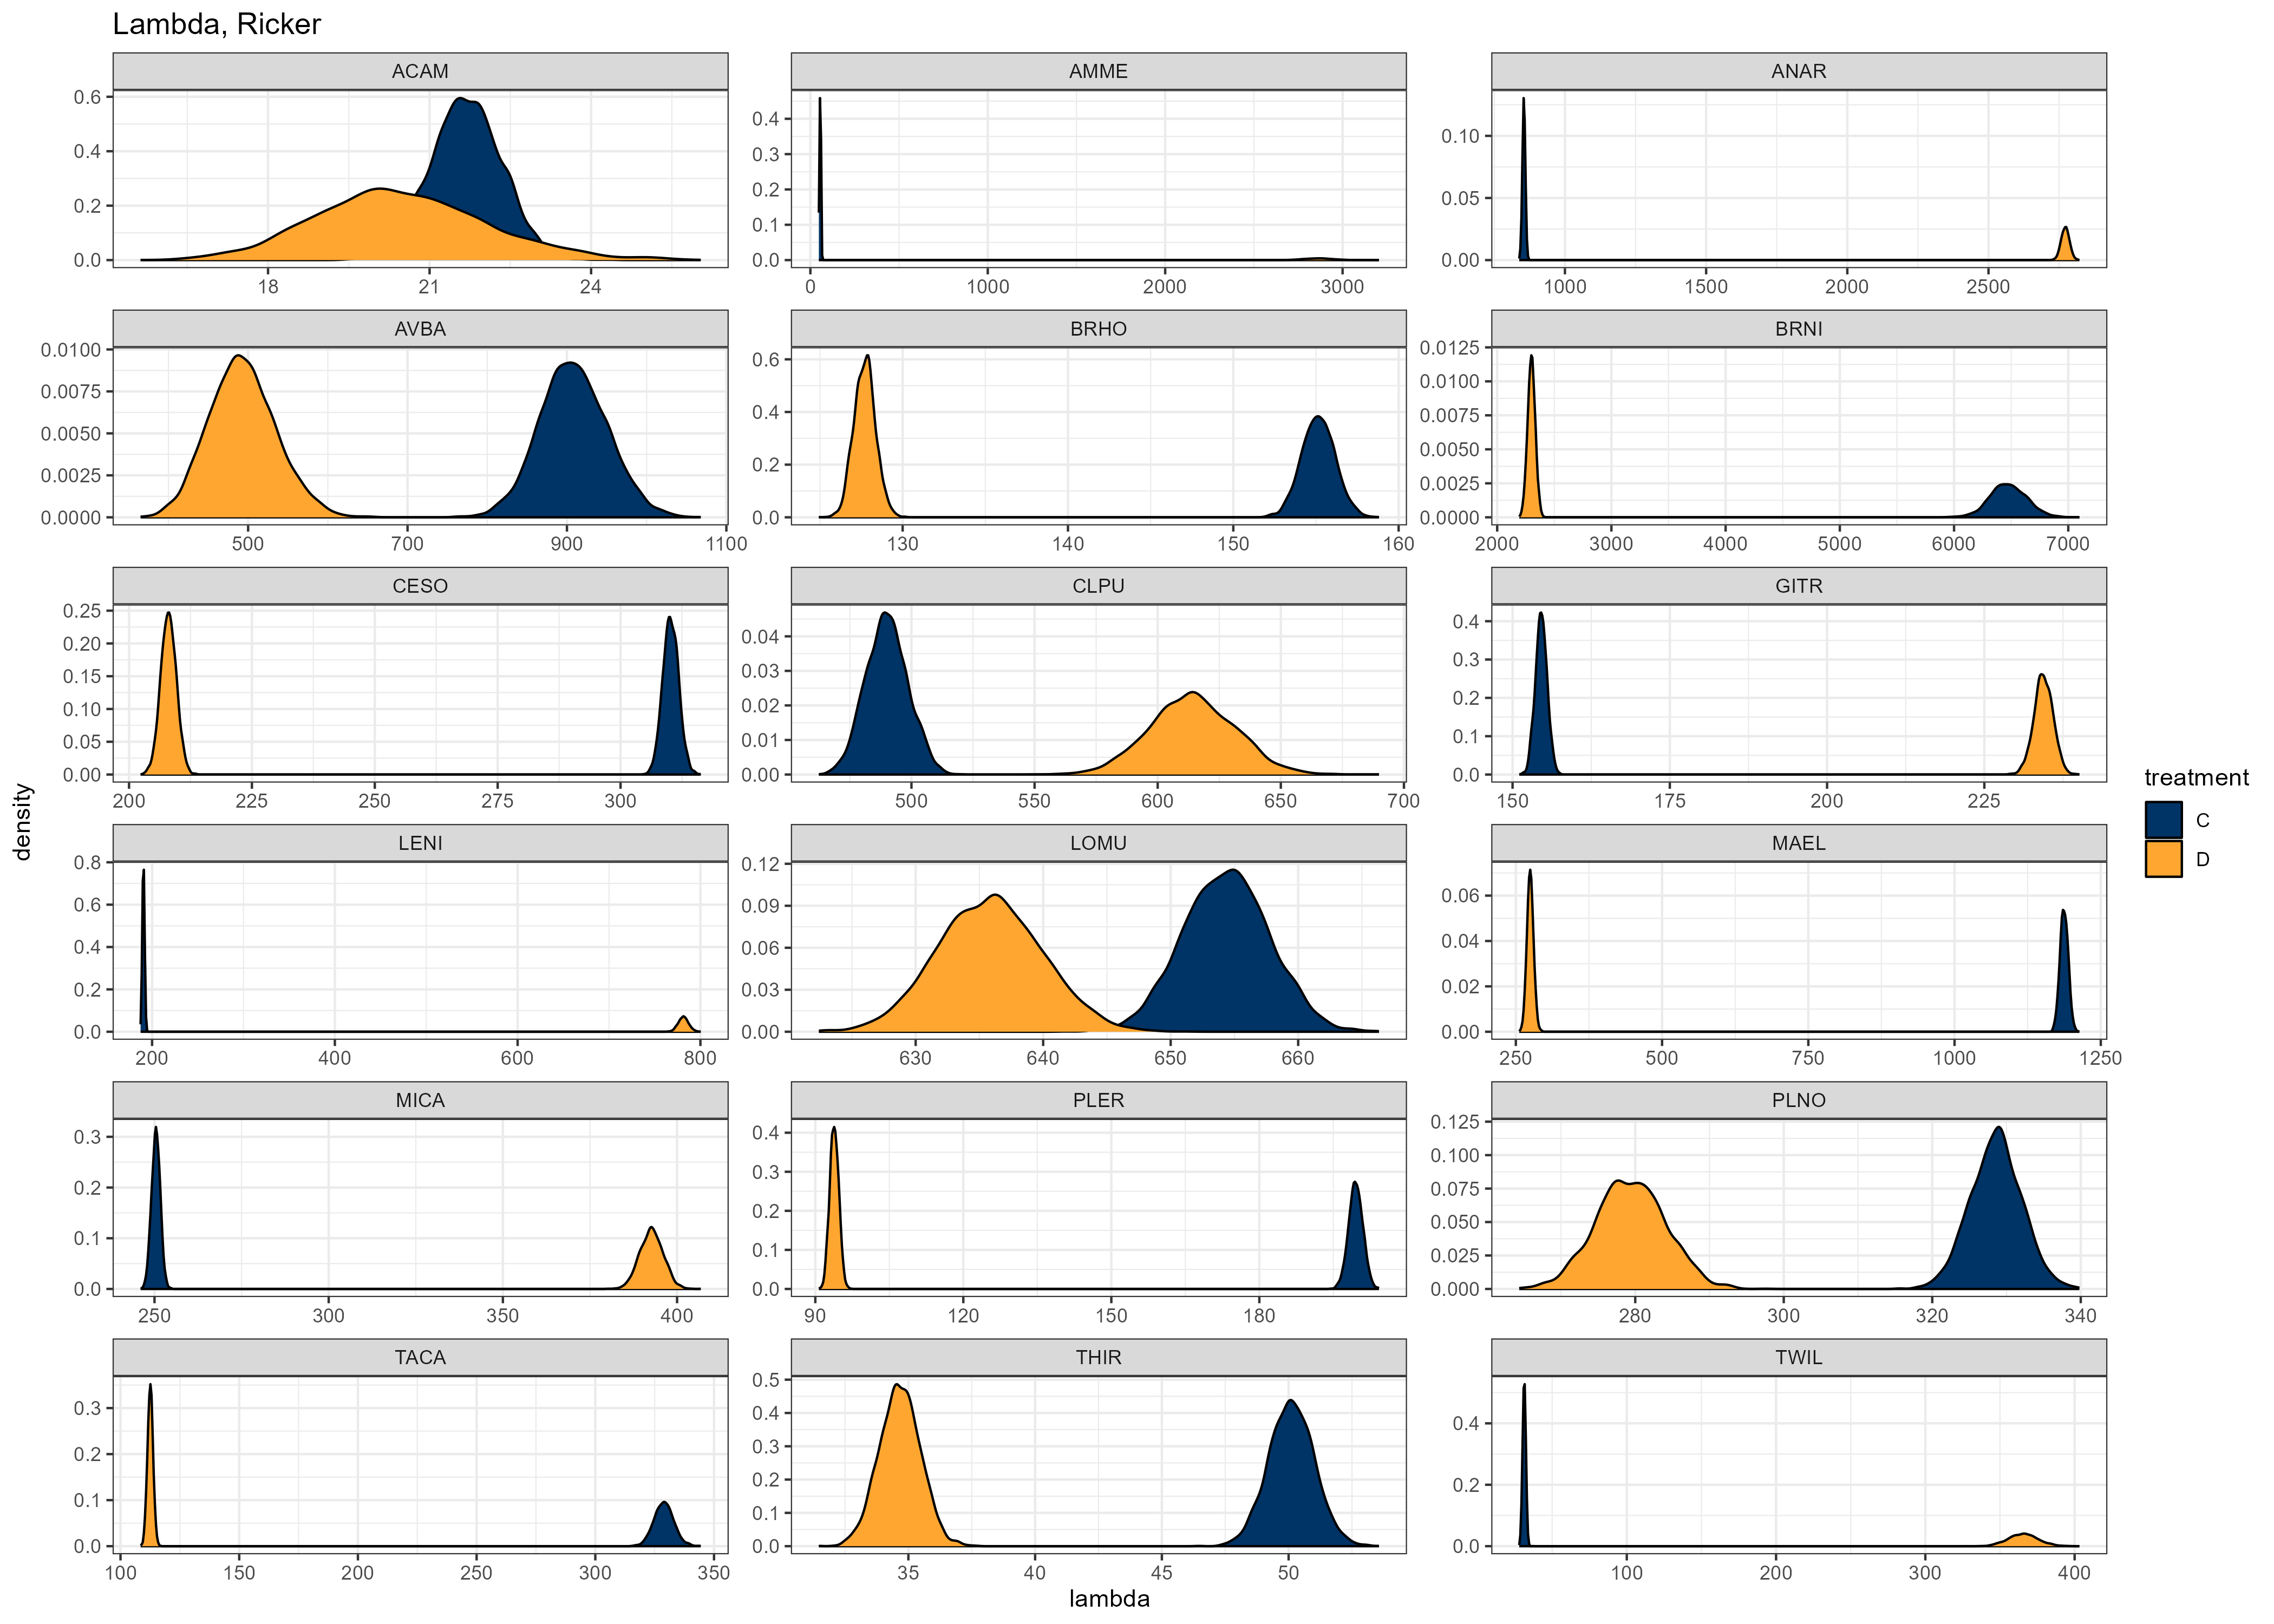 Lambda, Ricker
ACAM
AMME
ANAR
0.6
0.4
0.2
0.0
0.4
0.3
0.2
0.1
0.0
0.10
0.05
0.00
18 21 24
0 1000 2000 3000
1000 1500 2000 2500
AVBA
BRHO
BRNI
0.0100
0.0075
0.0050
0.0025
0.0000
0.6
0.4
0.2
0.0
0.0125
0.0100
0.0075
0.0050
0.0025
0.0000
500 700 900 1100
130 140 150 160
2000 3000 4000 5000 6000 7000
CESO
CLPU
GITR
0.25
0.20
0.15
0.10
0.05
0.00
0.04
0.03
0.02
0.01
0.00
0.4
0.3
0.2
0.1
0.0
200 225 250 275 300
500 550 600 650 700
150 175 200 225
density
treatment
C
D
LENI
LOMU
MAEL
0.8
0.6
0.4
0.2
0.0
0.12
0.09
0.06
0.03
0.00
0.06
0.04
0.02
0.00
200 400 600 800
630 640 650 660
250 500 750 1000 1250
MICA
PLER
PLNO
0.3
0.2
0.1
0.0
0.4
0.3
0.2
0.1
0.0
0.125
0.100
0.075
0.050
0.025
0.000
250 300 350 400
90 120 150 180
280 300 320 340
TACA
THIR
TWIL
0.3
0.2
0.1
0.0
0.5
0.4
0.3
0.2
0.1
0.0
0.4
0.2
0.0
100 150 200 250 300 350
35 40 45 50
100 200 300 400
lambda